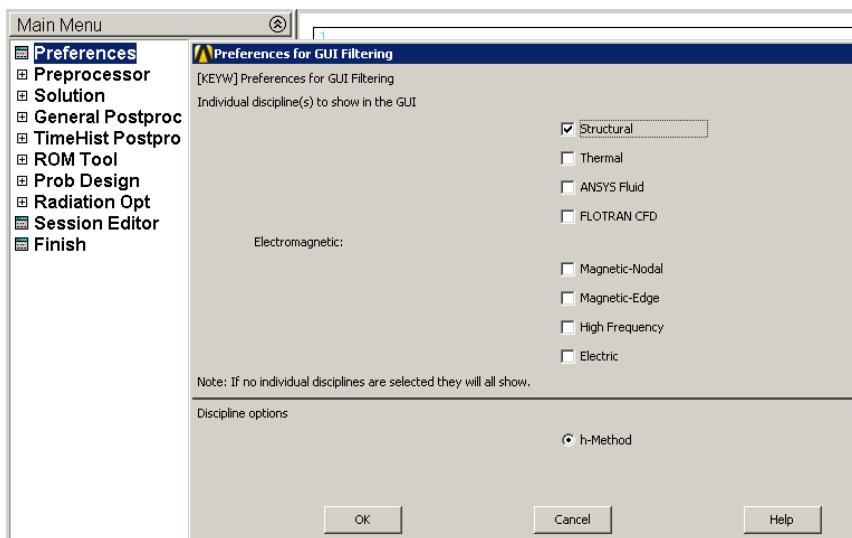 Main Menu
1
Preferences
Preprocessor
Solution
General Postproc
TimeHist Postpro
ROM Tool
Prob Design
Radiation Opt
Session Editor
Finish
Preferences for GUI Filtering
[KEYW] Preferences for GUI Filtering
Individual discipline(s) to show in the GUI
Structural
Thermal
ANSYS Fluid
FLOTRAN CFD
Electromagnetic:
Magnetic-Nodal
Magnetic-Edge
High Frequency
Electric
Note: If no individual disciplines are selected they will all show.
Discipline options
h-Method
OK
Cancel
Help